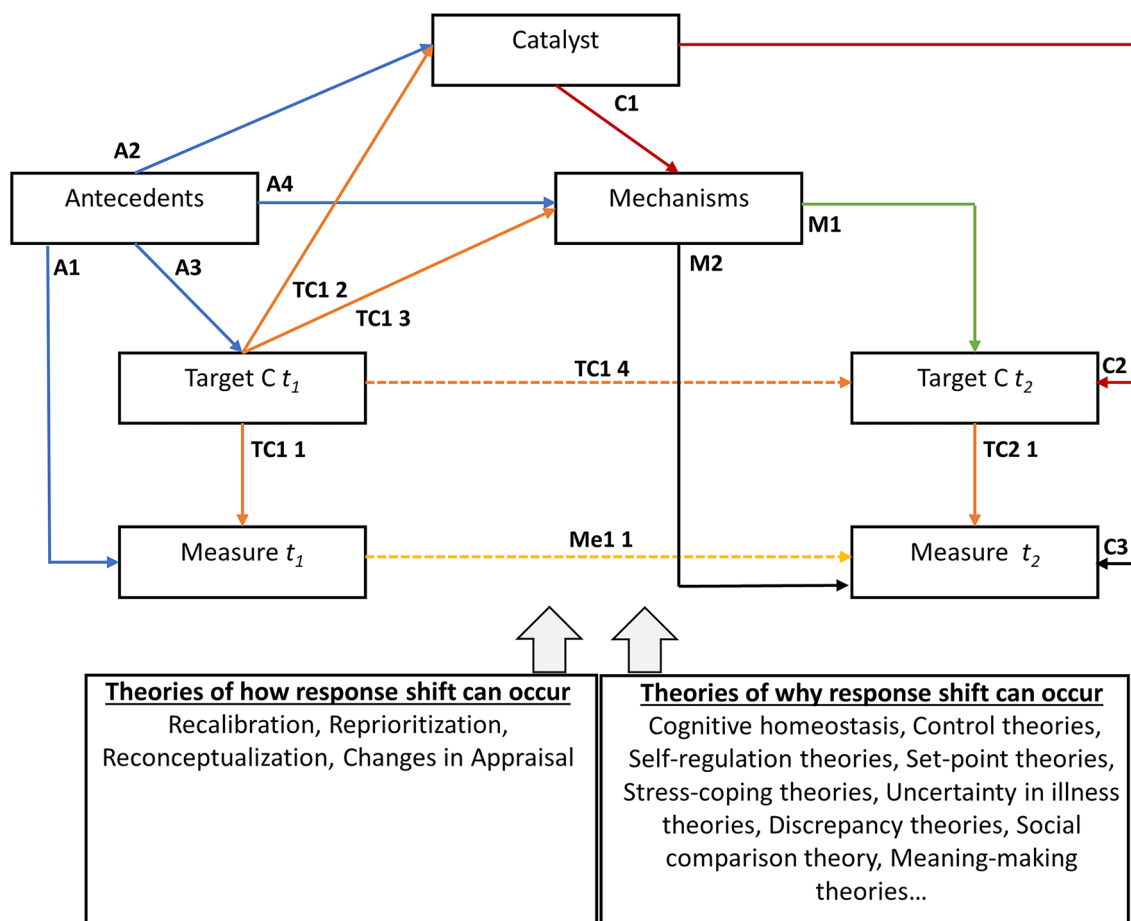 Catalyst
C1
A2
Antecedents
A4
Mechanisms
M1
A1
A3
M2
TC1 2
TC1 3
Target C t1
TC1 4
Target C t2
C2
TC1 1
TC2 1
Measure t1
Me1 1
Measure t2
C3
Theories of how response shift can occur
Recalibration, Reprioritization,
Reconceptualization, Changes in Appraisal
Theories of why response shift can occur
Cognitive homeostasis, Control theories,
Self-regulation theories, Set-point theories,
Stress-coping theories, Uncertainty in illness
theories, Discrepancy theories, Social
comparison theory, Meaning-making
theories…